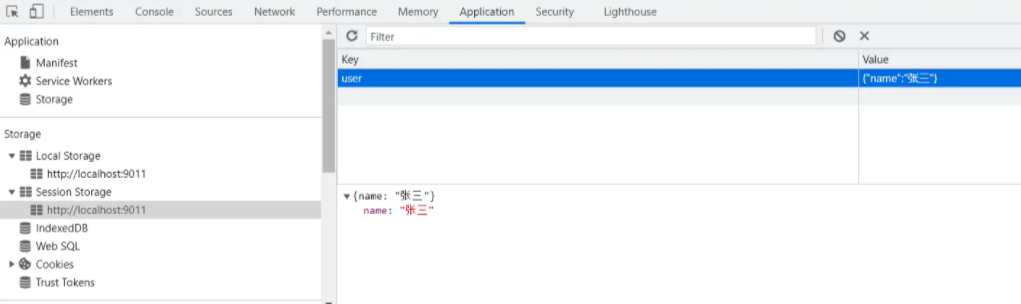 Elements Console Sources Network Performance Memory Application Security Lighthouse
Application
Manifest
Service Workers
Storage
Storage
Local Storage
http://localhost:9011
Session Storage
http://localhost:9011
IndexedDB
Web SQL
Cookies
Trust Tokens
Filter
Key Value
user {"name":"张三"}
{name: "张三"}
name: "张三"